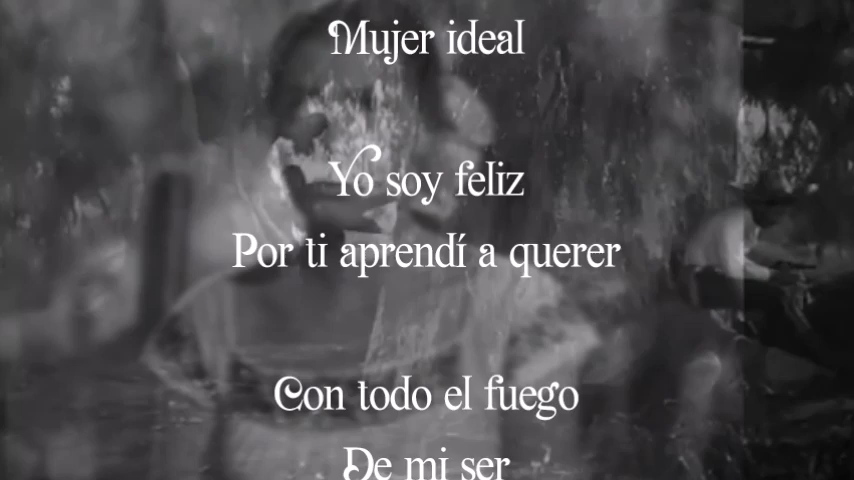 Mujer ideal
Yo soy feliz
Por ti aprendí a querer
Con todo el fuego
De mi ser